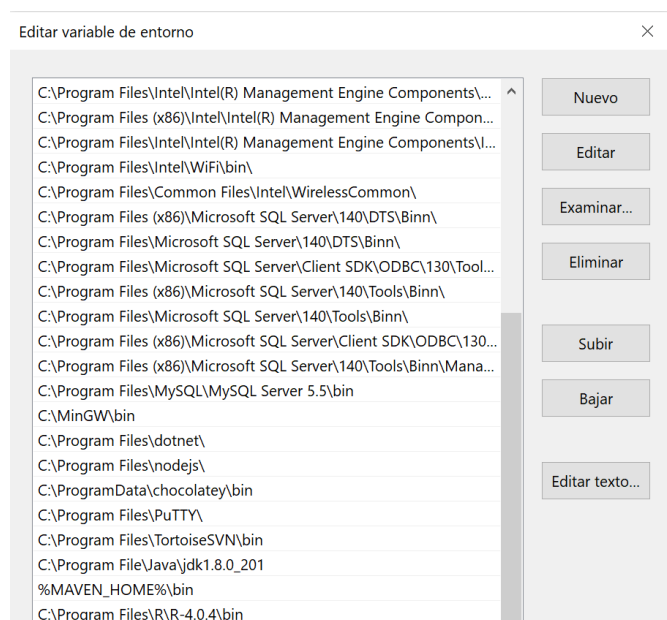 Editar variable de entorno
C:\Program Files\Intel\Intel(R) Management Engine Components\...
C:\Program Files (x86)\Intel\Intel(R) Management Engine Compon...
C:\Program Files\Intel\Intel(R) Management Engine Components\I...
C:\Program Files\Intel\WiFi\bin\
C:\Program Files\Common Files\Intel\WirelessCommon\
C:\Program Files (x86)\Microsoft SQL Server\140\DTS\Binn\
C:\Program Files\Microsoft SQL Server\140\DTS\Binn\
C:\Program Files\Microsoft SQL Server\Client SDK\ODBC\130\Tool...
C:\Program Files (x86)\Microsoft SQL Server\140\Tools\Binn\
C:\Program Files\Microsoft SQL Server\140\Tools\Binn\
C:\Program Files (x86)\Microsoft SQL Server\Client SDK\ODBC\130...
C:\Program Files (x86)\Microsoft SQL Server\140\Tools\Binn\Mana...
C:\Program Files\MySQL\MySQL Server 5.5\bin
C:\MinGW\bin
C:\Program Files\dotnet\
C:\Program Files\nodejs\
C:\ProgramData\chocolatey\bin
C:\Program Files\PuTTY\
C:\Program Files\TortoiseSVN\bin
C:\Program File\Java\jdk1.8.0_201
%MAVEN_HOME%\bin
C:\Program Files\R\R-4.0.4\bin
Nuevo
Editar
Examinar...
Eliminar
Subir
Bajar
Editar texto...